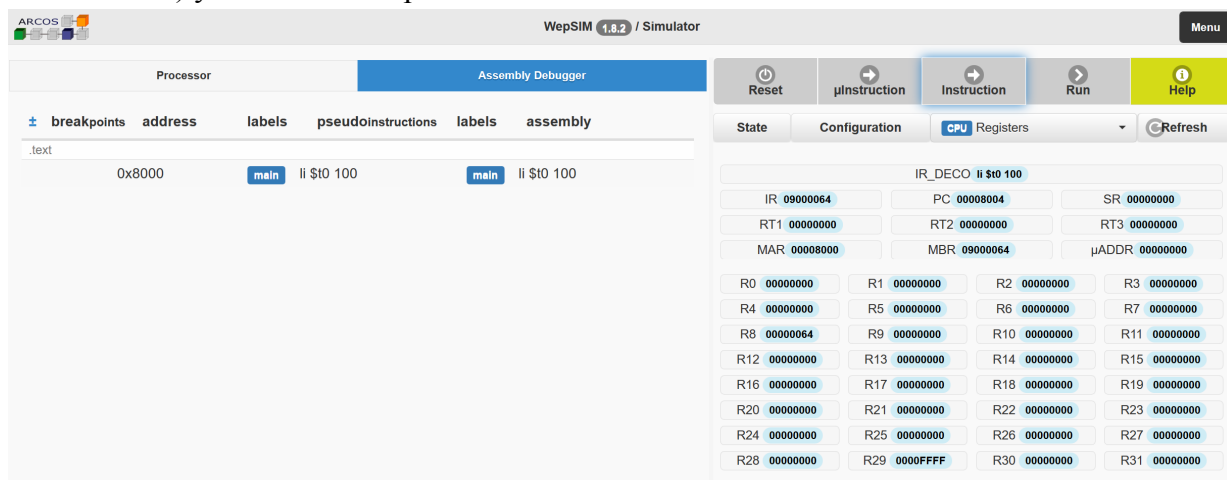 ARCOS
WepSIM 1.8.2 / Simulator
Menu
Processor
Assembly Debugger
± breakpoints address labels pseudoinstructions labels assembly
.text
0x8000 main li $t0 100 main li $t0 100
Reset µInstruction Instruction Run Help
State Configuration CPU Registers Refresh
IR_DECO li $t0 100
IR 09000064 PC 00008004 SR 00000000
RT1 00000000 RT2 00000000 RT3 00000000
MAR 00008000 MBR 09000064 µADDR 00000000
R0 00000000 R1 00000000 R2 00000000 R3 00000000
R4 00000000 R5 00000000 R6 00000000 R7 00000000
R8 00000064 R9 00000000 R10 00000000 R11 00000000
R12 00000000 R13 00000000 R14 00000000 R15 00000000
R16 00000000 R17 00000000 R18 00000000 R19 00000000
R20 00000000 R21 00000000 R22 00000000 R23 00000000
R24 00000000 R25 00000000 R26 00000000 R27 00000000
R28 00000000 R29 0000FFFF R30 00000000 R31 00000000